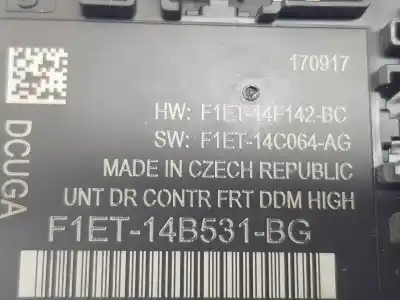 170917
HW: F1ET-14F142-BC
SW: F1ET-14C064-AG
MADE IN CZECH REPUBLIC
UNT DR CONTR FRT DDM HIGH
F1ET-14B531-BG
DCUGA